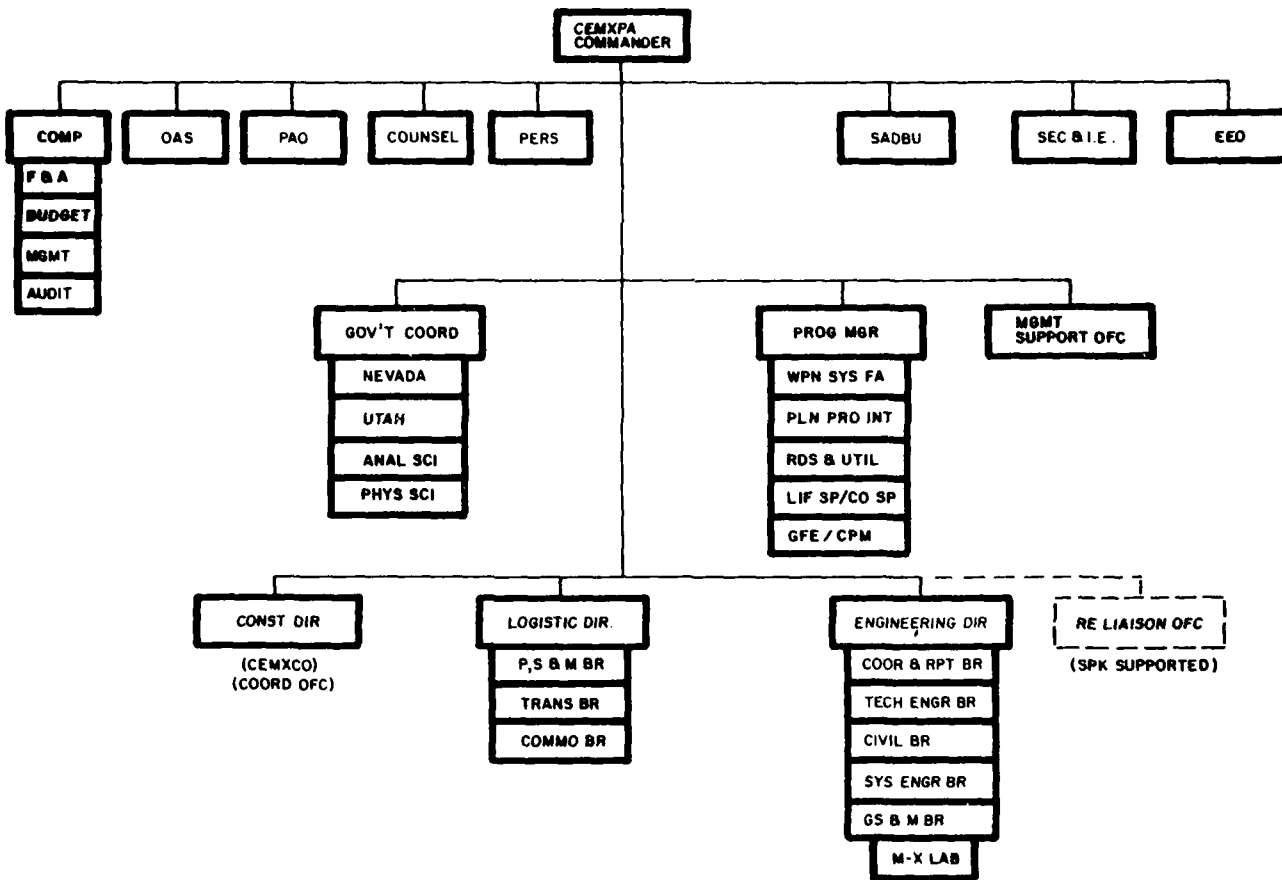 CEMXPA
COMMANDER
COMP
OAS
PAO
COUNSEL
PERS
SADBU
SEC & I.E.
EEO
F & A
BUDGET
MGMT
AUDIT
GOV'T COORD
PROG MGR
MGMT
SUPPORT OFC
NEVADA
UTAH
ANAL SCI
PHYS SCI
WPN SYS FA
PLN PRO INT
RDS & UTIL
LIF SP/CO SP
GFE / CPM
CONST DIR
(CEMXCO)
(COORD OFC)
LOGISTIC DIR.
P,S & M BR
TRANS BR
COMMO BR
ENGINEERING DIR
COOR & RPT BR
TECH ENGR BR
CIVIL BR
SYS ENGR BR
GS & M BR
M-X LAB
RE LIAISON OFC
(SPK SUPPORTED)